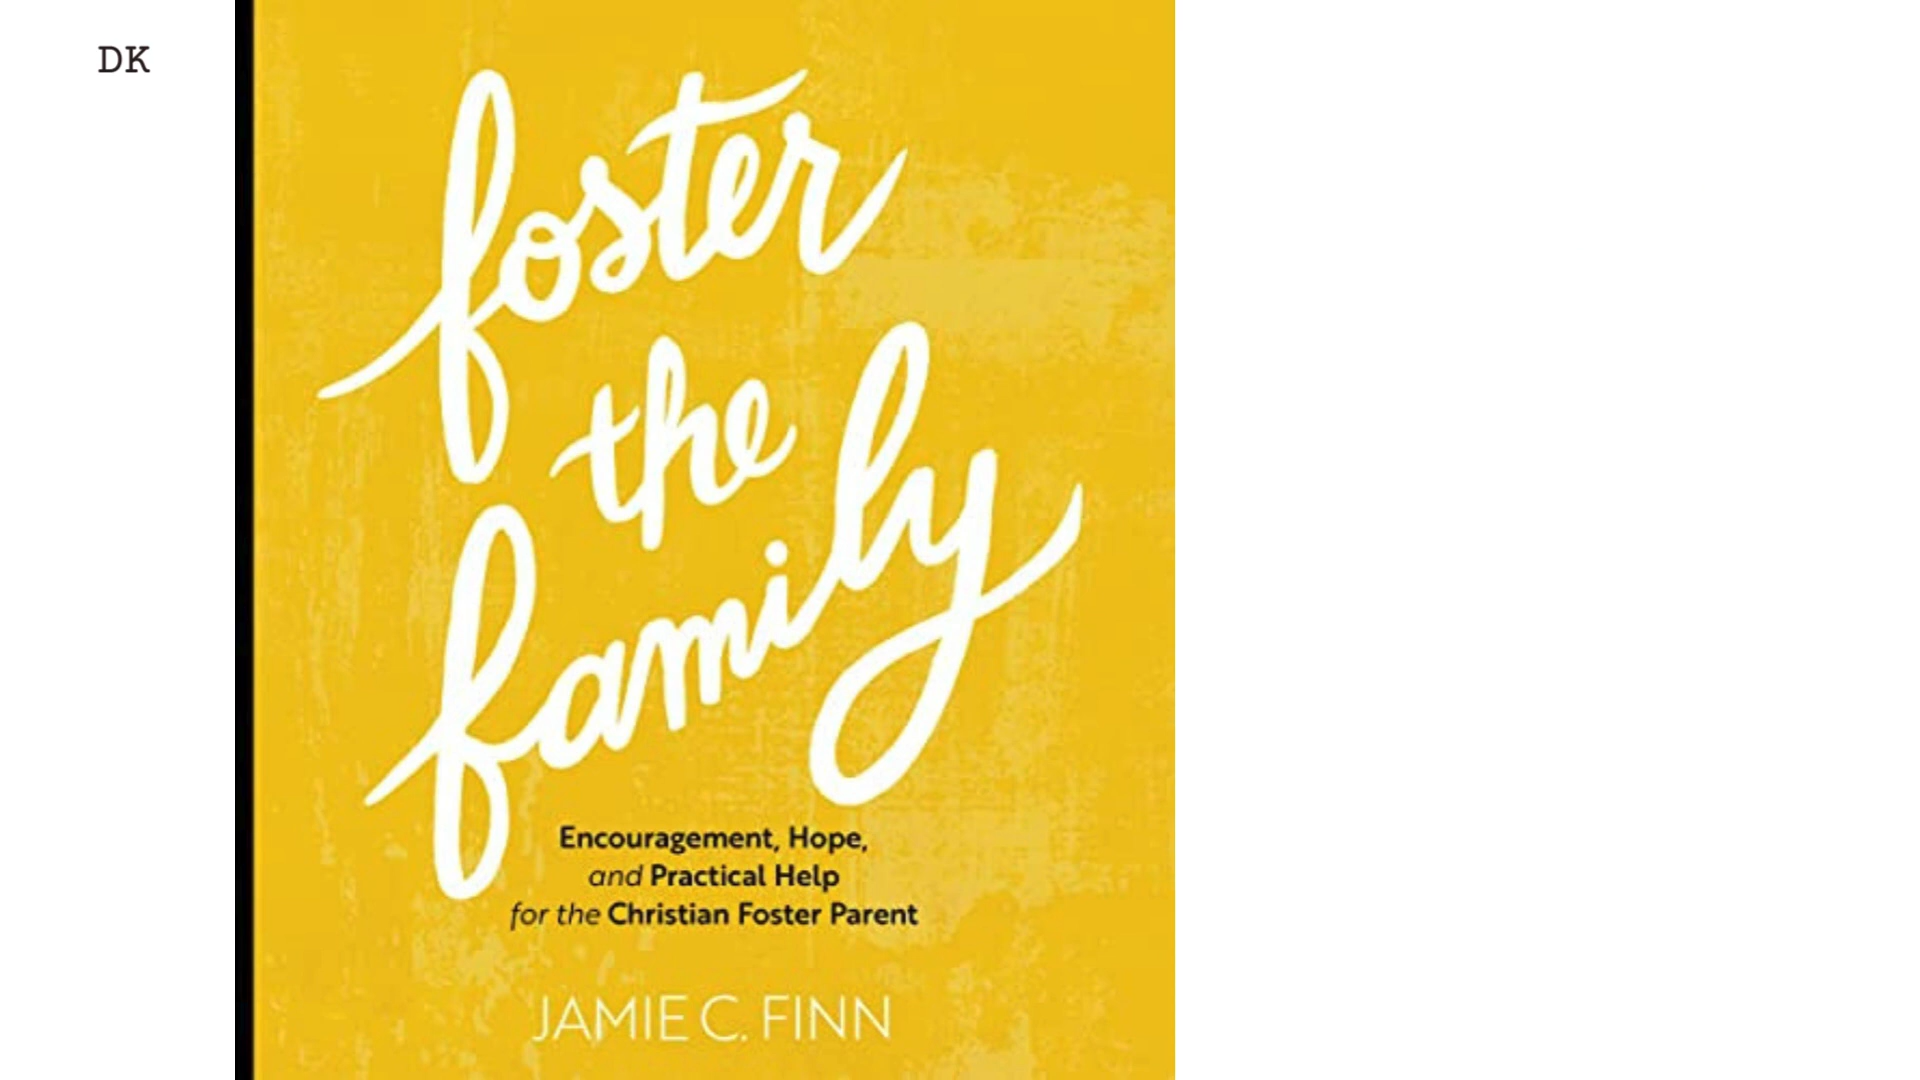 DK
foster
the
family
Encouragement, Hope,
and Practical Help
for the Christian Foster Parent
JAMIE C. FINN